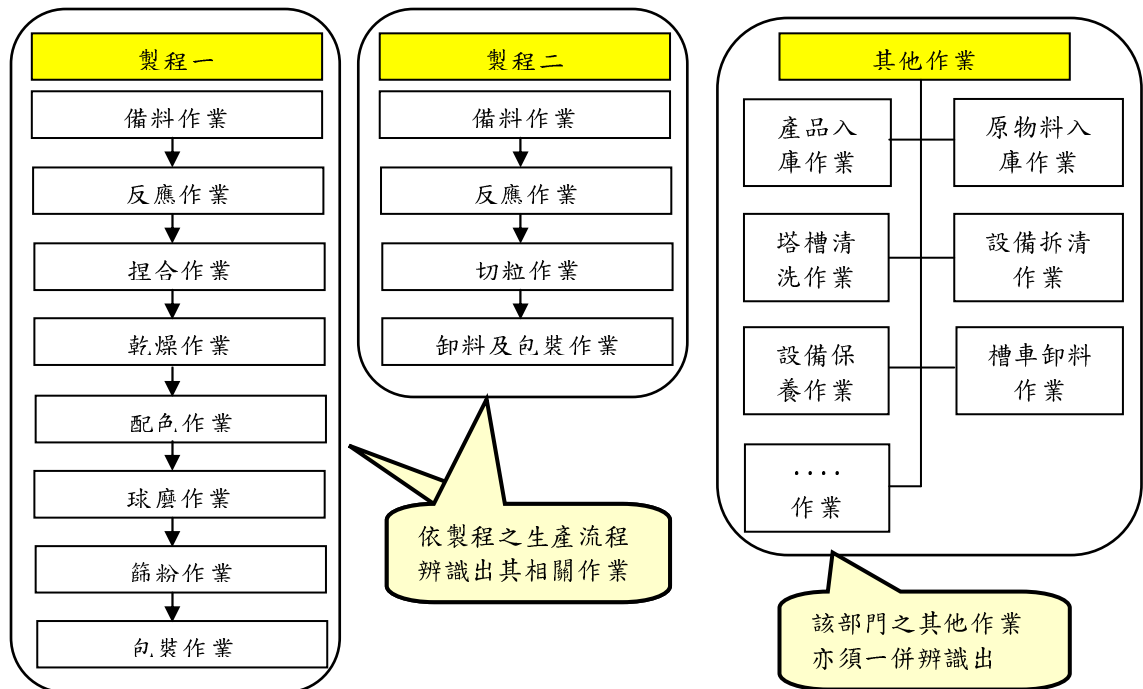 製程一
備料作業
反應作業
捏合作業
乾燥作業
配色作業
球磨作業
篩粉作業
包裝作業
製程二
備料作業
反應作業
切粒作業
卸料及包裝作業
依製程之生產流程
辨識出其相關作業
其他作業
產品入
庫作業
原物料入
庫作業
塔槽清
洗作業
設備拆清
作業
設備保
養作業
槽車卸料
作業
....
作業
該部門之其他作業
亦須一併辨識出